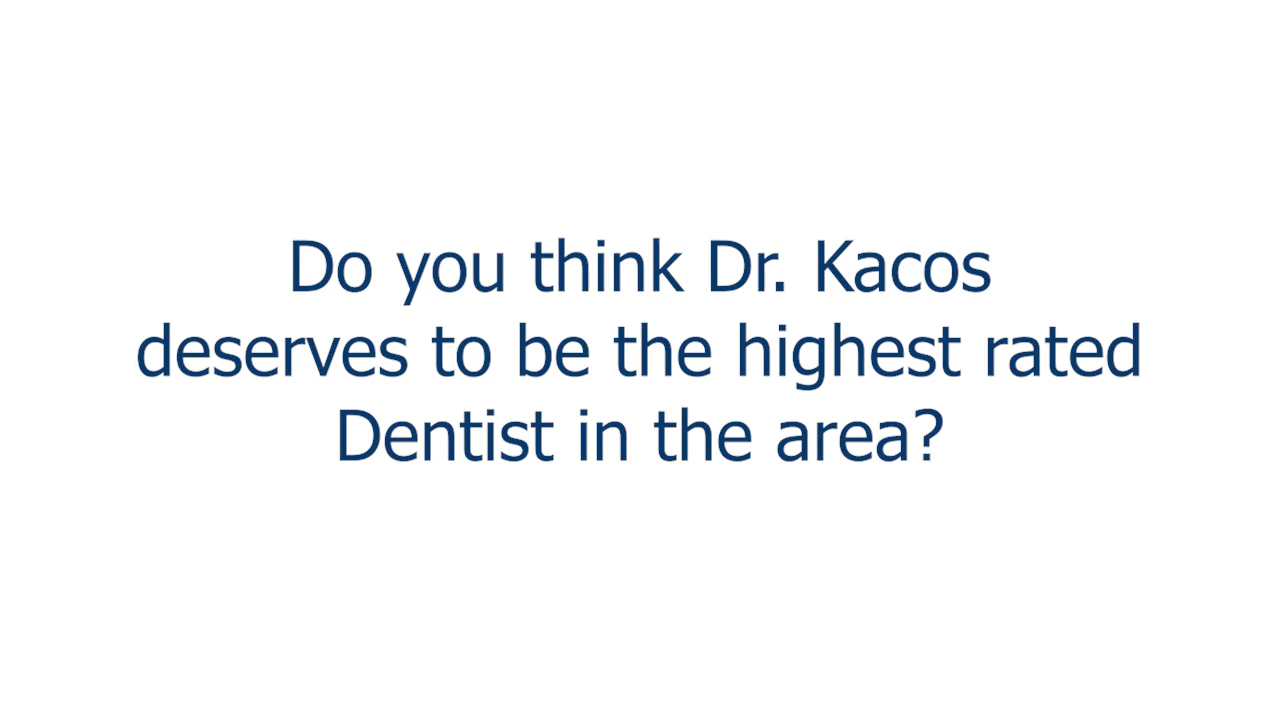 Do you think Dr. Kacos
deserves to be the highest rated
Dentist in the area?